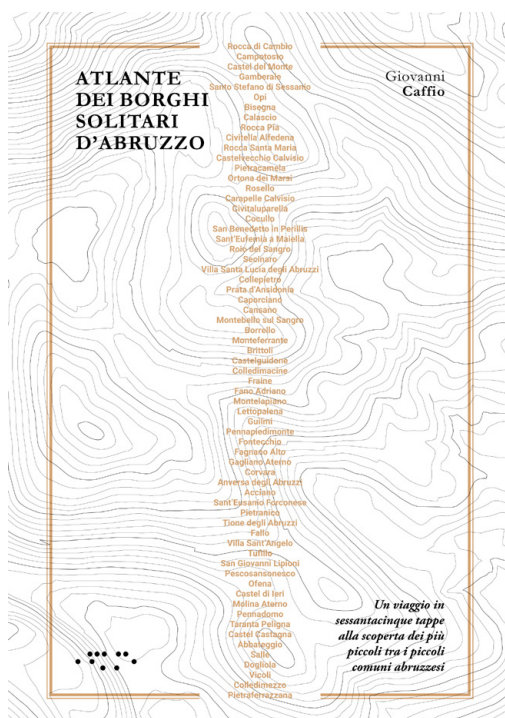 ATLANTE
DEI BORGHI
SOLITARI
D'ABRUZZO
Giovanni
Caffio
Rocca di Cambio
Campotosto
Castel del Monte
Gamberale
Santo Stefano di Sessanio
Opi
Bisegna
Calascio
Rocca Pia
Civitella Alfedena
Rocca Santa Maria
Castelvecchio Calvisio
Pietracamela
Ortona dei Marsi
Rosello
Carapelle Calvisio
Civitaluparella
Cocullo
San Benedetto in Perillis
Sant'Eufemia a Maiella
Roio del Sangro
Secinaro
Villa Santa Lucia degli Abruzzi
Collepietro
Prata d'Ansidonia
Caporciano
Cansano
Montebello sul Sangro
Borrello
Monteferrante
Brittoli
Castelguidone
Colledimacine
Fraine
Fano Adriano
Montelapiano
Lettopalena
Quilini
Pennapiedimonte
Fontecchio
Fagnano Alto
Gagliano Aterno
Corvara
Anversa degli Abruzzi
Acciano
Sant'Eusanio Forconese
Pietranico
Tione degli Abruzzi
Fallo
Villa Sant'Angelo
Tufillo
San Giovanni Lipioni
Pescosansonesco
Ofena
Castel di Ieri
Molina Aterno
Pennadomo
Taranta Peligna
Castel Castagna
Abbateggio
Salle
Dogliola
Vicoli
Colledimezzo
Pietraferrazzana
Un viaggio in
sessantacinque tappe
alla scoperta dei più
piccoli tra i piccoli
comuni abruzzesi